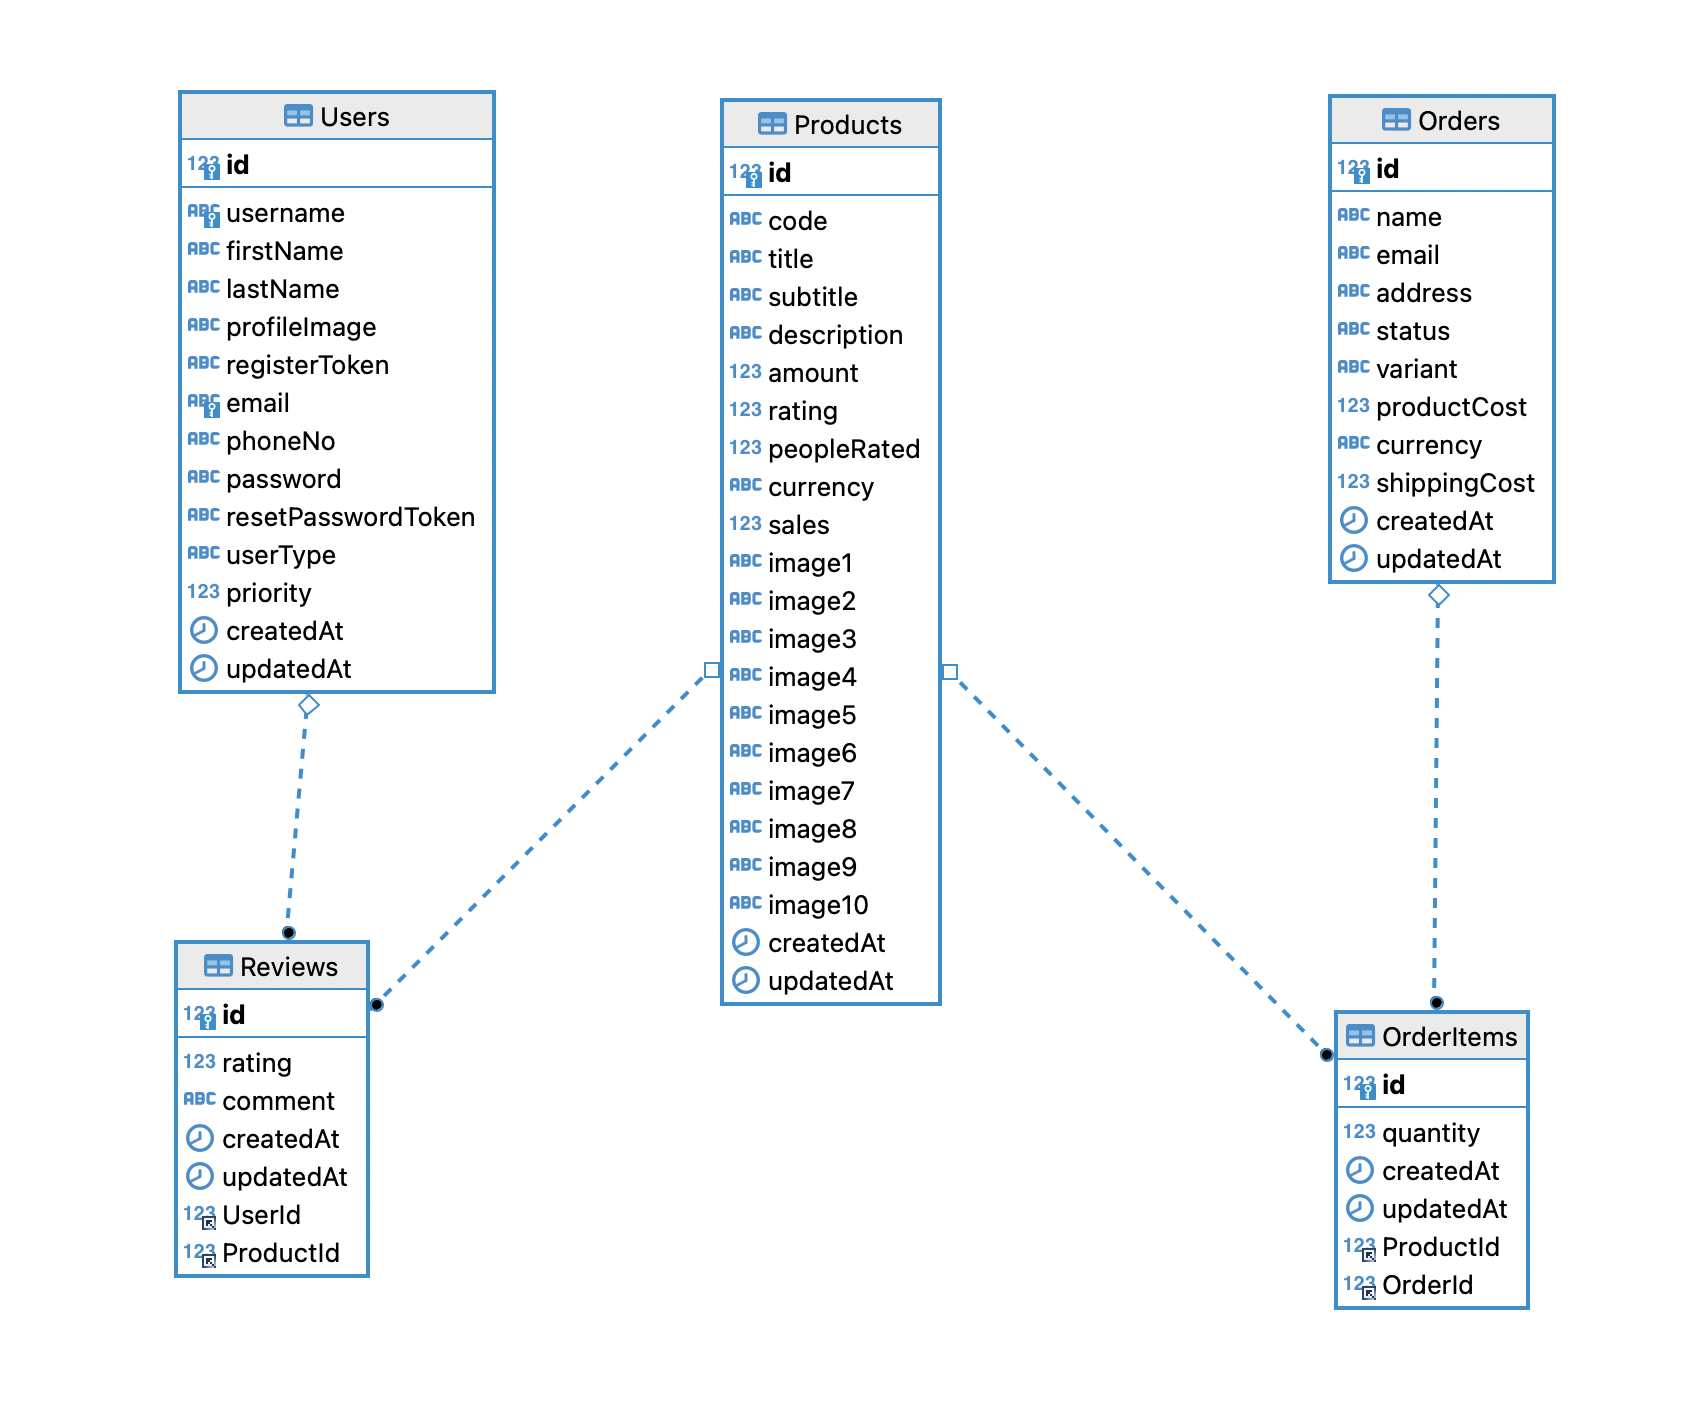 Users
123 id
ABC username
ABC firstName
ABC lastName
ABC profileImage
ABC registerToken
ABC email
ABC phoneNo
ABC password
ABC resetPasswordToken
ABC userType
123 priority
createdAt
updatedAt
Products
123 id
ABC code
ABC title
ABC subtitle
ABC description
123 amount
123 rating
123 peopleRated
ABC currency
123 sales
ABC image1
ABC image2
ABC image3
ABC image4
ABC image5
ABC image6
ABC image7
ABC image8
ABC image9
ABC image10
createdAt
updatedAt
Orders
123 id
ABC name
ABC email
ABC address
ABC status
ABC variant
123 productCost
ABC currency
123 shippingCost
createdAt
updatedAt
Reviews
123 id
123 rating
ABC comment
createdAt
updatedAt
123 UserId
123 ProductId
OrderItems
123 id
123 quantity
createdAt
updatedAt
123 ProductId
123 OrderId